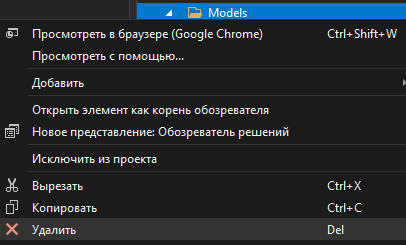 Models
Просмотреть в браузере (Google Chrome) Ctrl+Shift+W
Просмотреть с помощью...
Добавить
Открыть элемент как корень обозревателя
Новое представление: Обозреватель решений
Исключить из проекта
Вырезать Ctrl+X
Копировать Ctrl+C
Удалить Del